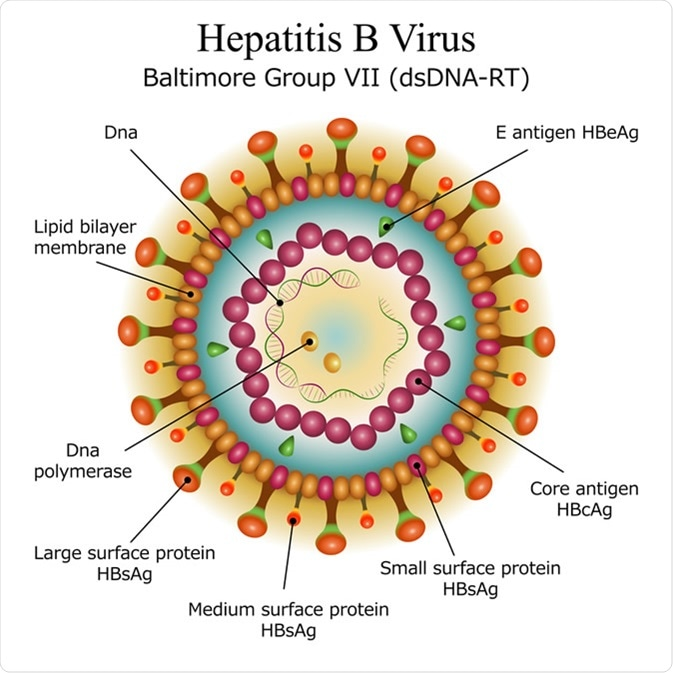 Hepatitis B Virus
Baltimore Group VII (dsDNA-RT)
Dna
E antigen HBeAg
Lipid bilayer
membrane
Dna
polymerase
Core antigen
HBcAg
Large surface protein
HBsAg
Small surface protein
HBsAg
Medium surface protein
HBsAg